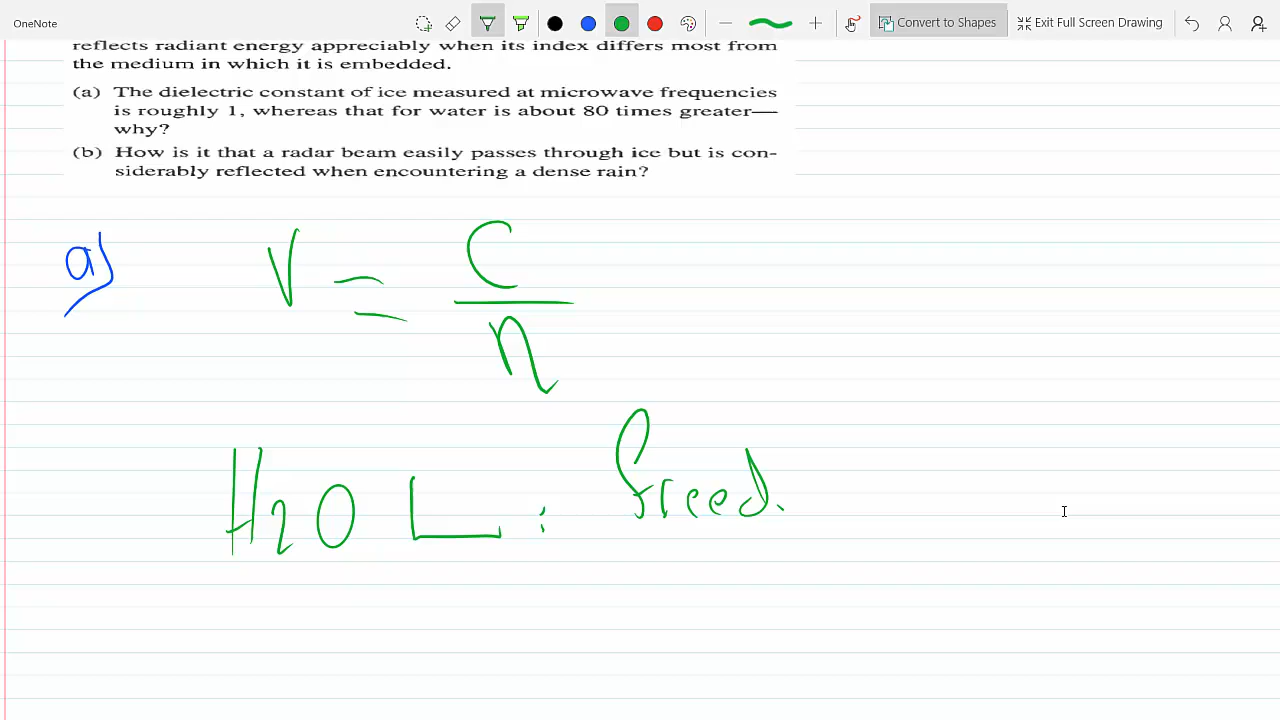 OneNote
Convert to Shapes
Exit Full Screen Drawing
reflects radiant energy appreciably when its index differs most from
the medium in which it is embedded.
(a) The dielectric constant of ice measured at microwave frequencies
is roughly 1, whereas that for water is about 80 times greater—
why?
(b) How is it that a radar beam easily passes through ice but is con-
siderably reflected when encountering a dense rain?
a)
V = C
n
H2O L : freed.